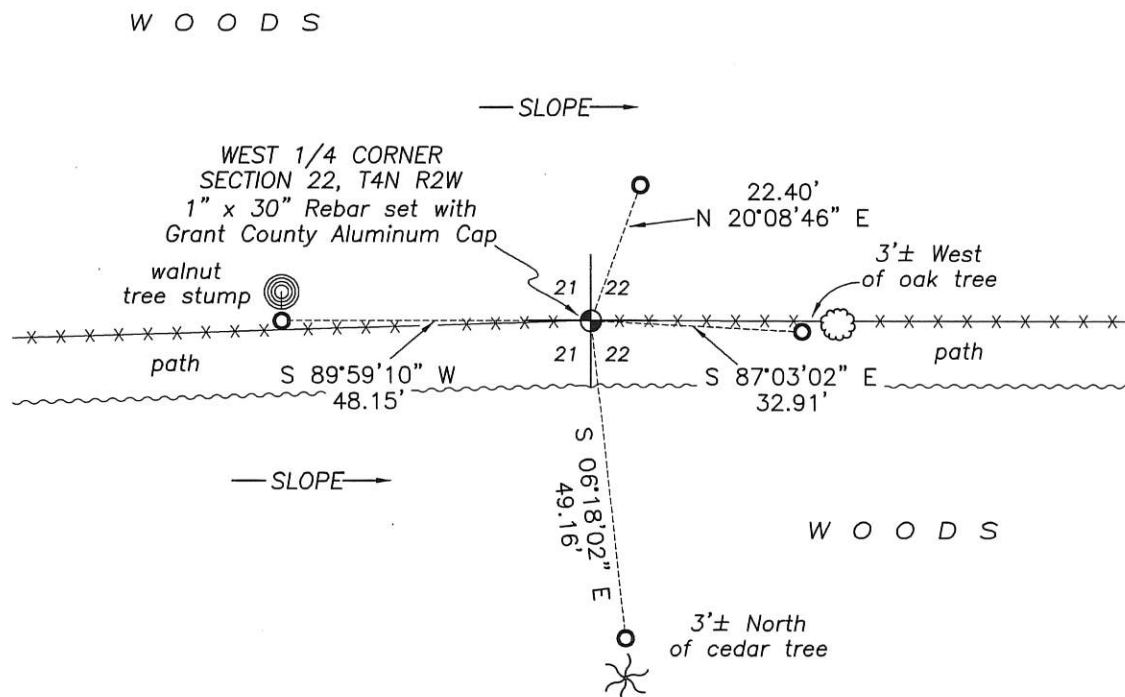 W O O D S
SLOPE
WEST 1/4 CORNER
SECTION 22, T4N R2W
1" x 30" Rebar set with
Grant County Aluminum Cap
22.40'
N 20°08'46" E
3'± West
of oak tree
walnut
tree stump
21 22
path
21 22
path
S 89°59'10" W
48.15'
S 87°03'02" E
32.91'
S 06°18'02" E
49.16'
SLOPE
W O O D S
3'± North
of cedar tree